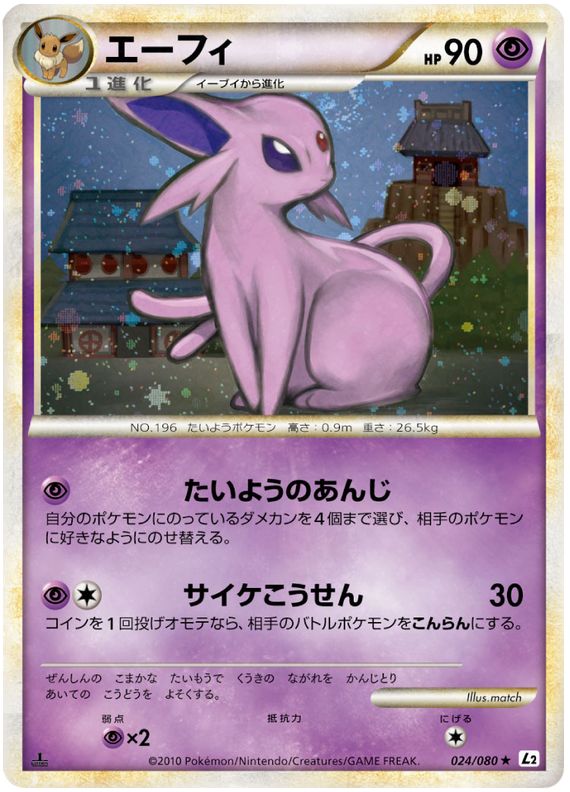 エーフィ
HP90
1進化
イーブイから進化
NO.196 たいようポケモン 高さ:0.9m 重さ:26.5kg
たいようのあんじ
自分のポケモンにのっているダメカンを4個まで選び、相手のポケモン
に好きなようにのせ替える。
サイケこうせん 30
コインを1回投げオモテなら、相手のバトルポケモンをこんらんにする。
ぜんしんの こまかな たいもうで くうきの ながれを かんじとり
あいての こうどうを よそくする。
Illus.match
弱点 抵抗力 にげる
×2
©2010 Pokémon/Nintendo/Creatures/GAME FREAK.
024/080 ★ L2